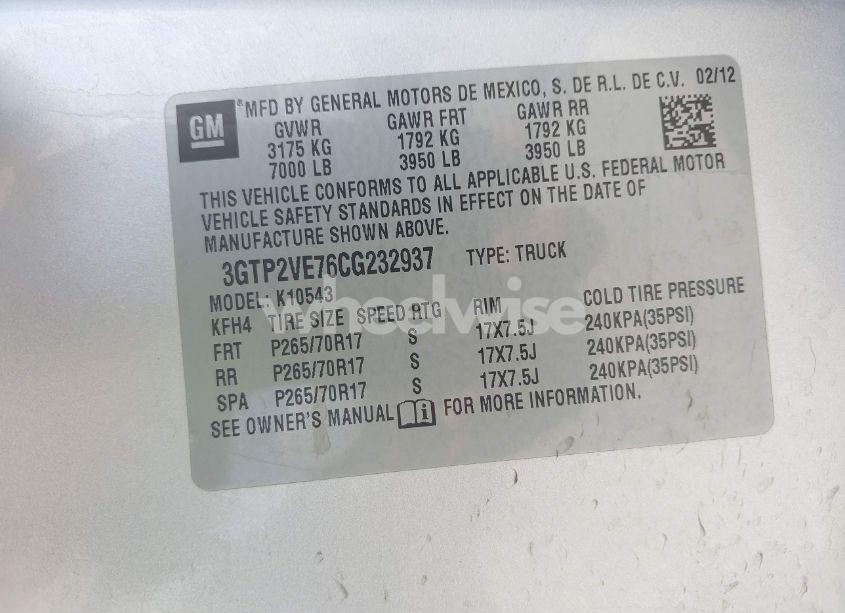 GM
®MFD BY GENERAL MOTORS DE MEXICO, S. DE R.L. DE C.V. 02/12
GVWR GAWR FRT GAWR RR
3175 KG 1792 KG 1792 KG
7000 LB 3950 LB 3950 LB
THIS VEHICLE CONFORMS TO ALL APPLICABLE U.S. FEDERAL MOTOR
VEHICLE SAFETY STANDARDS IN EFFECT ON THE DATE OF
MANUFACTURE SHOWN ABOVE.
3GTP2VE76CG232937 TYPE: TRUCK
MODEL: K10543
KFH4 TIRE SIZE SPEED RTG RIM COLD TIRE PRESSURE
FRT P265/70R17 S 17X7.5J 240KPA(35PSI)
RR P265/70R17 S 17X7.5J 240KPA(35PSI)
SPA P265/70R17 S 17X7.5J 240KPA(35PSI)
SEE OWNER'S MANUAL FOR MORE INFORMATION.
wheelwise